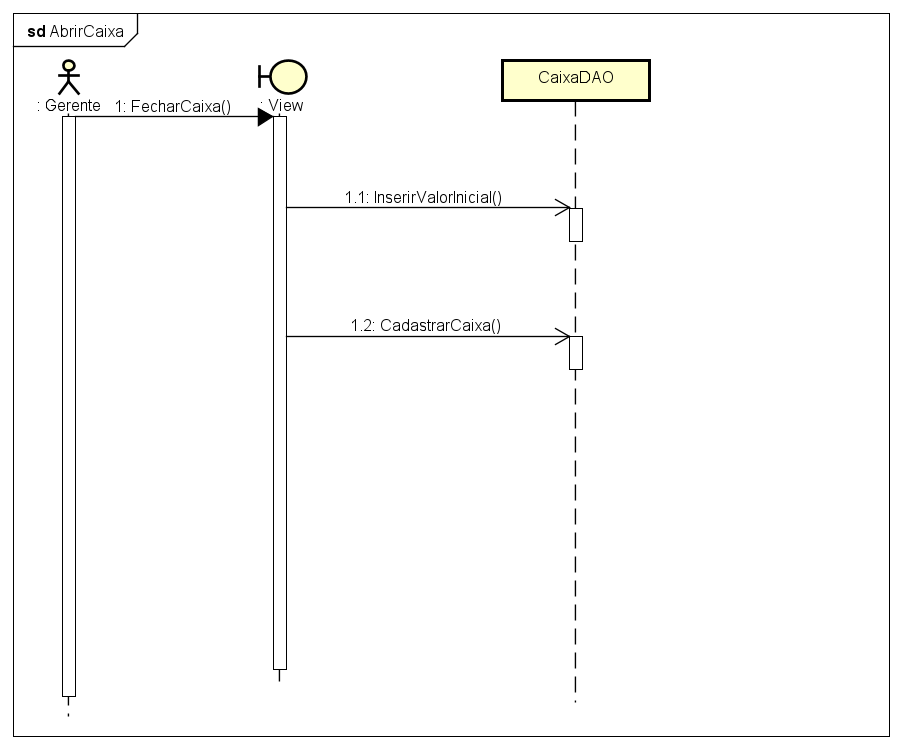 sd AbrirCaixa
CaixaDAO
: Gerente
1: FecharCaixa()
: View
1.1: InserirValorInicial()
1.2: CadastrarCaixa()